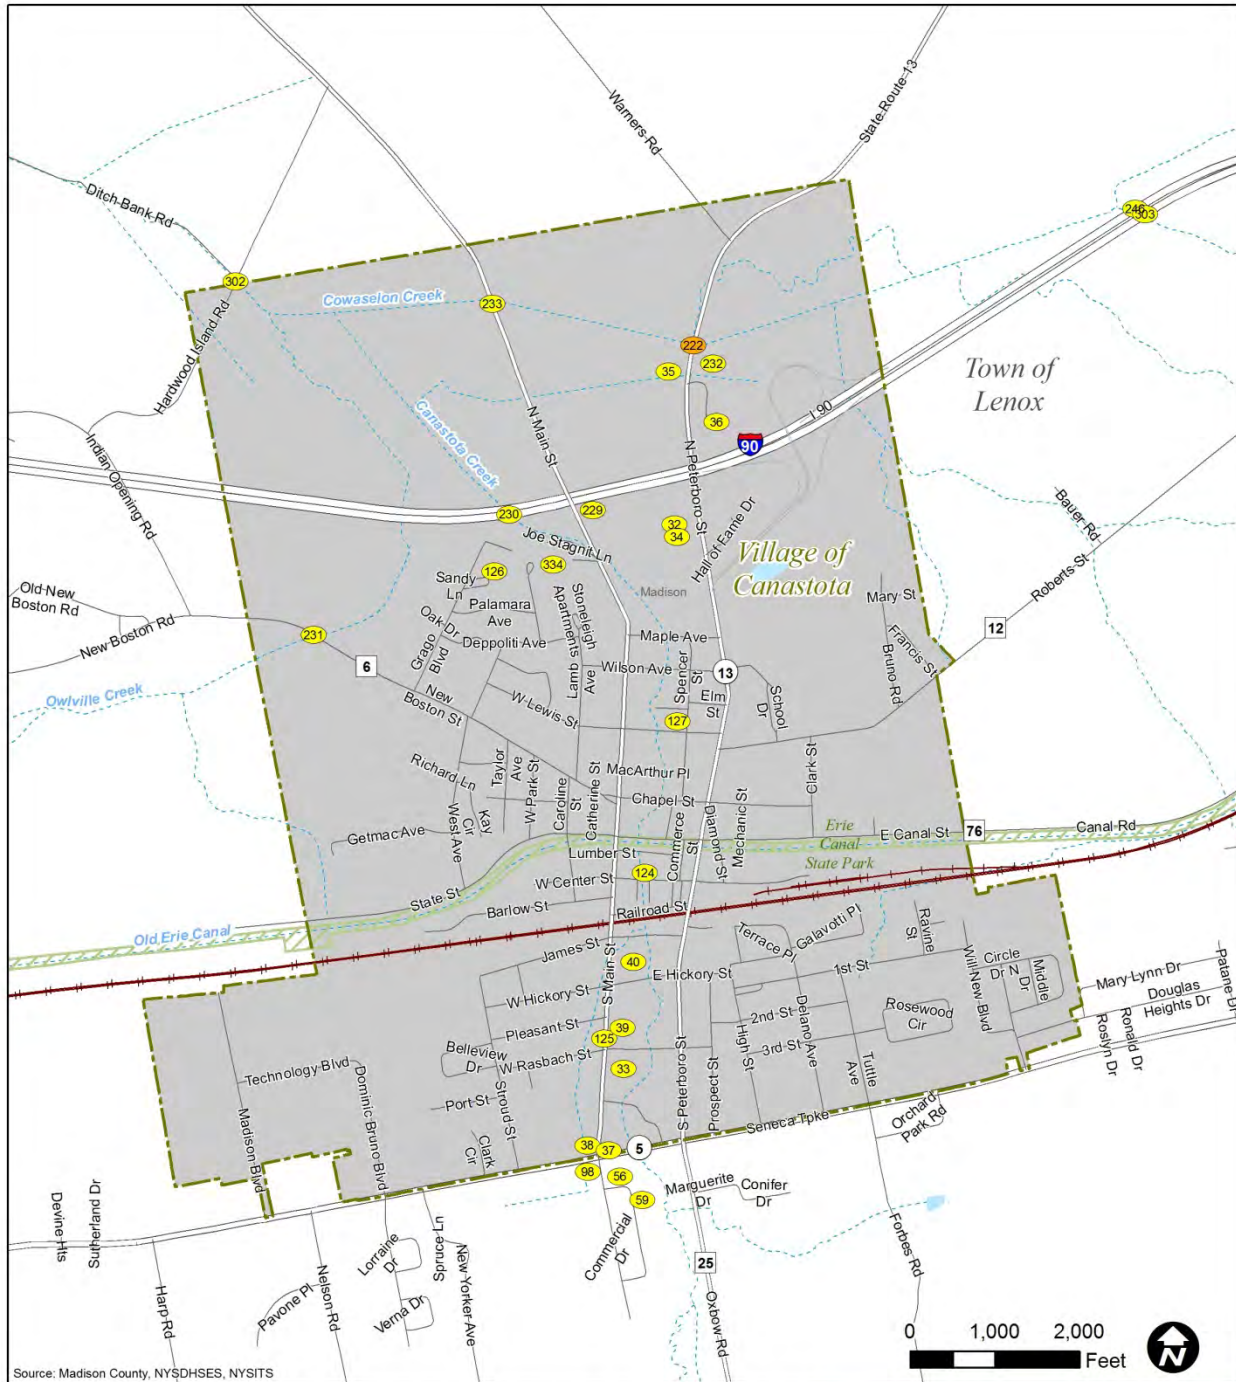 Warners Rd
State Route 13
Ditch Bank Rd
246
303
302
Cowaselon Creek
233
Hardwood Island Rd
222
232
35
Town of
Lenox
Canastota Creek
N Main St
36
I 90
90
N Peterboro St
Indian Opening Rd
230
229
32
34
Hall of Fame Dr
Bauer Rd
Roberts St
Joe Stagnit Ln
Village of
Canastota
126
334
Sandy
Ln
Stoneleigh
Apartments
Madison
Old New
Boston Rd
Palamara
Ave
Mary St
New Boston Rd
231
Oak Dr
Deppoliti Ave
Maple Ave
12
6
Grago
Blvd
Lamb
Ave
Wilson Ave
Spencer
St
13
Francis St
Bruno Rd
Owlville Creek
New
Boston St
W Lewis St
Elm
St
School
Dr
127
Richard Ln
Taylor
Ave
W Park St
MacArthur Pl
Clark St
Kay
Cir
West Ave
Caroline
St
Catherine St
Chapel St
Commerce
St
Diamond St
Mechanic St
Getmac Ave
Erie
Canal
State Park
E Canal St
76
Canal Rd
Lumber St
W Center St
124
State St
Barlow St
Railroad St
Old Erie Canal
James St
40
E Hickory St
Terrace Pl
Galavotti Pl
Ravine
St
1st St
Will New Blvd
Circle
Dr N
Middle
Dr
Mary Lynn Dr
Patane Dr
S Main St
W Hickory St
Douglas
Heights Dr
Pleasant St
39
125
2nd St
Delano Ave
Rosewood
Cir
Roslyn Dr
Ronald Dr
Belleview
Dr
W Rasbach St
33
High St
3rd St
Technology Blvd
Dominic Bruno Blvd
Stroud St
S Peterboro St
Prospect St
Tuttle
Ave
Port St
Madison Blvd
Clark
Cir
38
37
5
Seneca Tpke
Orchard
Park Rd
98
56
59
Marguerite
Dr
Conifer
Dr
Devine Hts
Sutherland Dr
Lorraine
Dr
Spruce Ln
New Yorker Ave
Commercial
Dr
Forbes Rd
25
Harp Rd
Pavone Pl
Nelson Rd
Verna Dr
Oxbow Rd
0 1,000 2,000
Feet
N
Source: Madison County, NYSDHSES, NYSITS